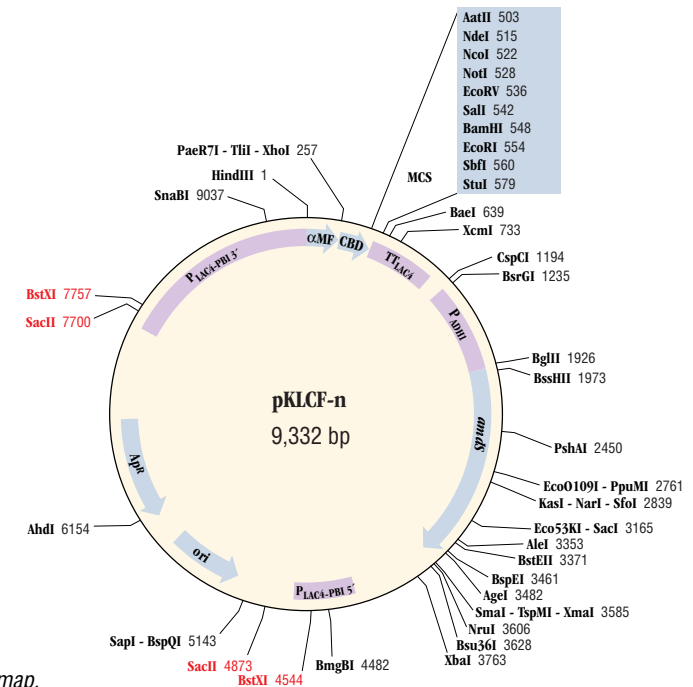 AatII 503
NdeI 515
NcoI 522
NotI 528
EcoRV 536
SalI 542
BamHI 548
EcoRI 554
SbfI 560
StuI 579
MCS
PaeR7I - TliI - XhoI 257
HindIII 1
SnaBI 9037
BaeI 639
XcmI 733
CspCI 1194
BsrGI 1235
αMF
CBD
TTLAC4
PLAC4-PBI 3´
PADH1
BstXI 7757
SacII 7700
BglII 1926
BssHII 1973
pKLCF-n
9,332 bp
amdS
PshAI 2450
EcoO109I - PpuMI 2761
KasI - NarI - SfoI 2839
ApR
AhdI 6154
Eco53KI - SacI 3165
AleI 3353
BstEII 3371
ori
BspEI 3461
AgeI 3482
PLAC4-PBI 5´
SmaI - TspMI - XmaI 3585
NruI 3606
Bsu36I 3628
XbaI 3763
SapI - BspQI 5143
SacII 4873
BstXI 4544
BmgBI 4482
map.